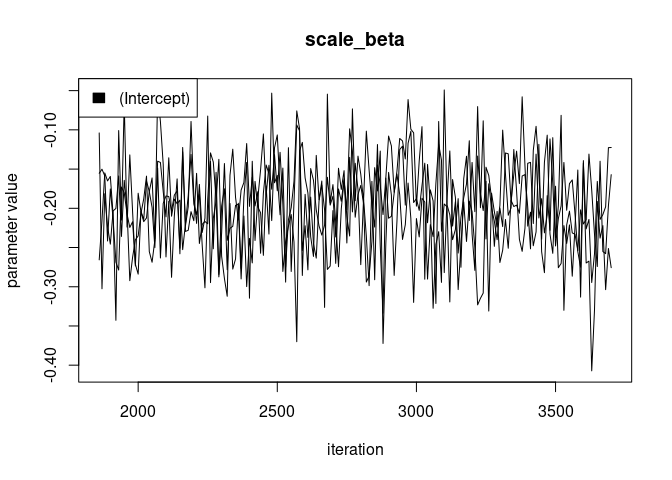 scale_beta
(Intercept)
parameter value
-0.10
-0.20
-0.30
-0.40
2000
2500
3000
3500
iteration